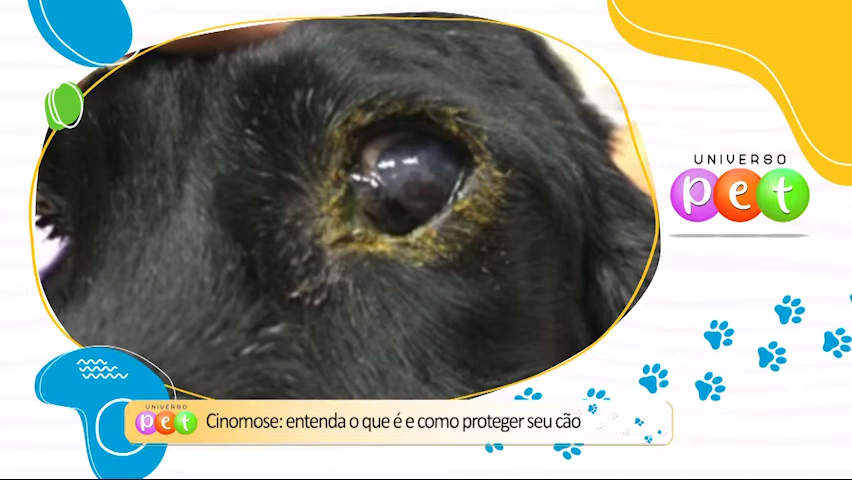 UNIVERSO
pet
UNIVERSO
pet
Cinomose: entenda o que é e como proteger seu cão